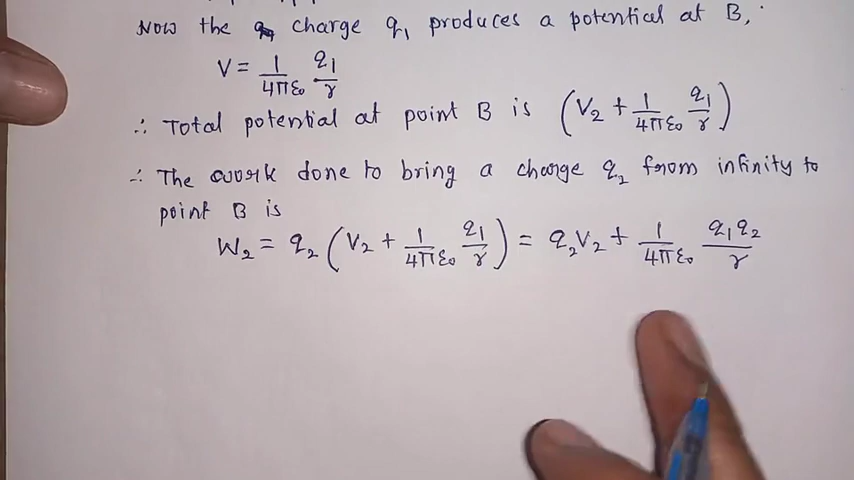 Now the charge q₁ produces a potential at B,
V = 1/4πε₀ q₁/r
∴ Total potential at point B is (V₂ + 1/4πε₀ q₁/r)
∴ The work done to bring a charge q₂ from infinity to
point B is
W₂ = q₂ (V₂ + 1/4πε₀ q₁/r) = q₂V₂ + 1/4πε₀ q₁q₂/r